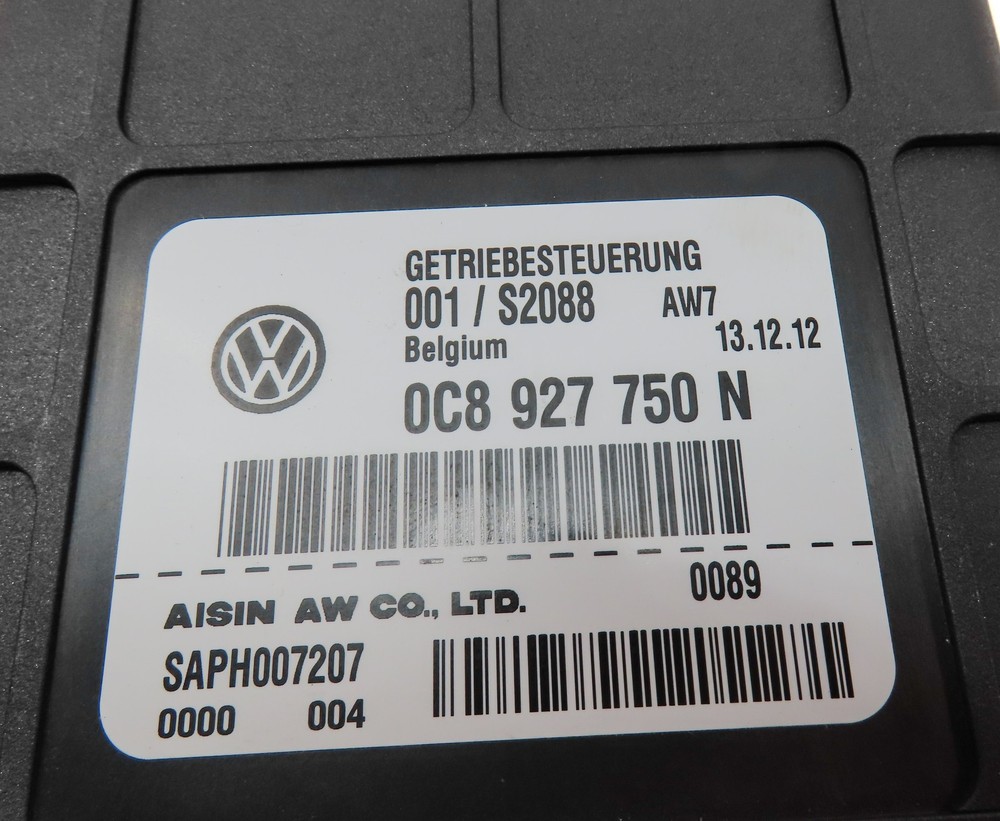 GETRIEBESTEUERUNG
001 / S2088 AW7
Belgium 13.12.12
0C8 927 750 N
0089
AISIN AW CO., LTD.
SAPH007207
0000 004